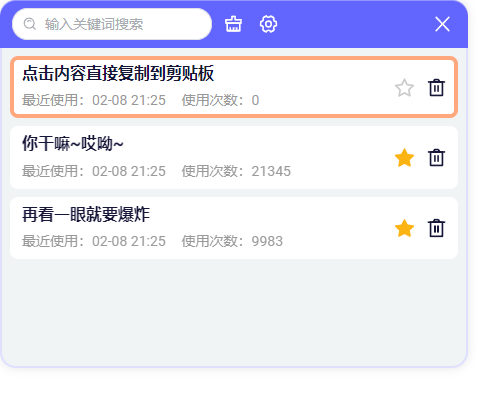 输入关键词搜索
点击内容直接复制到剪贴板
最近使用：02-08 21:25 使用次数：0
你干嘛~哎呦~
最近使用：02-08 21:25 使用次数：21345
再看一眼就要爆炸
最近使用：02-08 21:25 使用次数：9983